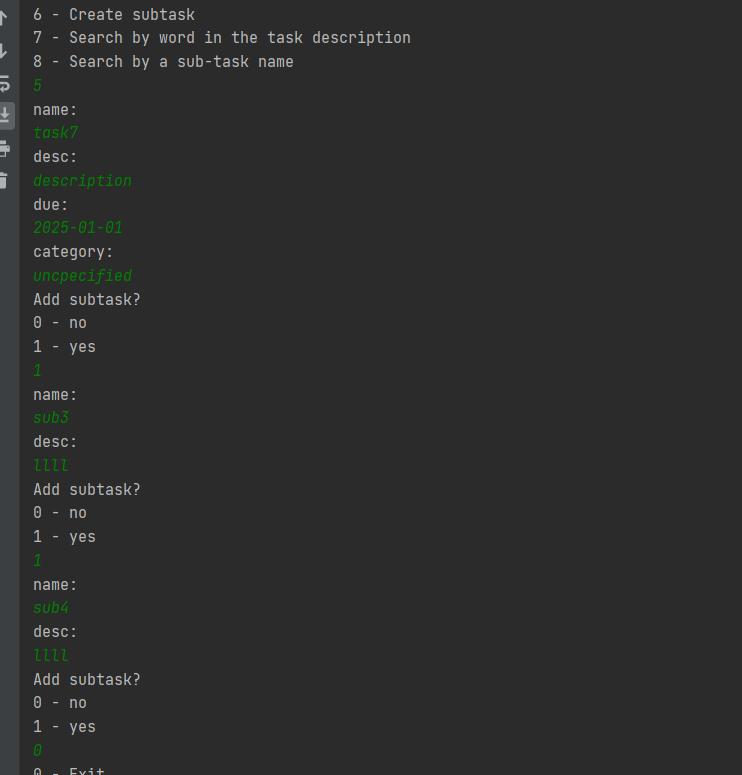 6 - Create subtask
7 - Search by word in the task description
8 - Search by a sub-task name
5
name:
task7
desc:
description
due:
2025-01-01
category:
uncpecified
Add subtask?
0 - no
1 - yes
1
name:
sub3
desc:
llll
Add subtask?
0 - no
1 - yes
1
name:
sub4
desc:
llll
Add subtask?
0 - no
1 - yes
0
0 - Exit